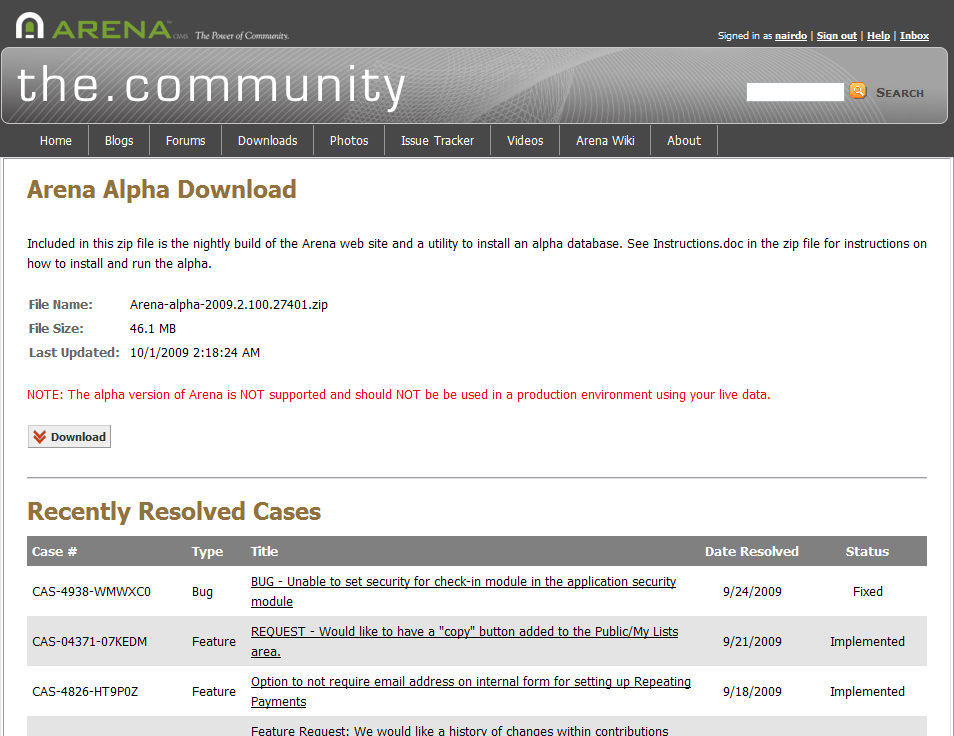 ARENA CMS The Power of Community.
Signed in as nairdo | Sign out | Help | Inbox
the.community
SEARCH
Home Blogs Forums Downloads Photos Issue Tracker Videos Arena Wiki About
Arena Alpha Download
Included in this zip file is the nightly build of the Arena web site and a utility to install an alpha database. See Instructions.doc in the zip file for instructions on
how to install and run the alpha.
File Name: Arena-alpha-2009.2.100.27401.zip
File Size: 46.1 MB
Last Updated: 10/1/2009 2:18:24 AM
NOTE: The alpha version of Arena is NOT supported and should NOT be be used in a production environment using your live data.
Download
Recently Resolved Cases
Case # Type Title Date Resolved Status
CAS-4938-WMWXC0 Bug BUG - Unable to set security for check-in module in the application security 9/24/2009 Fixed
module
CAS-04371-07KEDM Feature REQUEST - Would like to have a "copy" button added to the Public/My Lists 9/21/2009 Implemented
area.
CAS-4826-HT9P0Z Feature Option to not require email address on internal form for setting up Repeating 9/18/2009 Implemented
Payments
Feature Request: We would like a history of changes within contributions